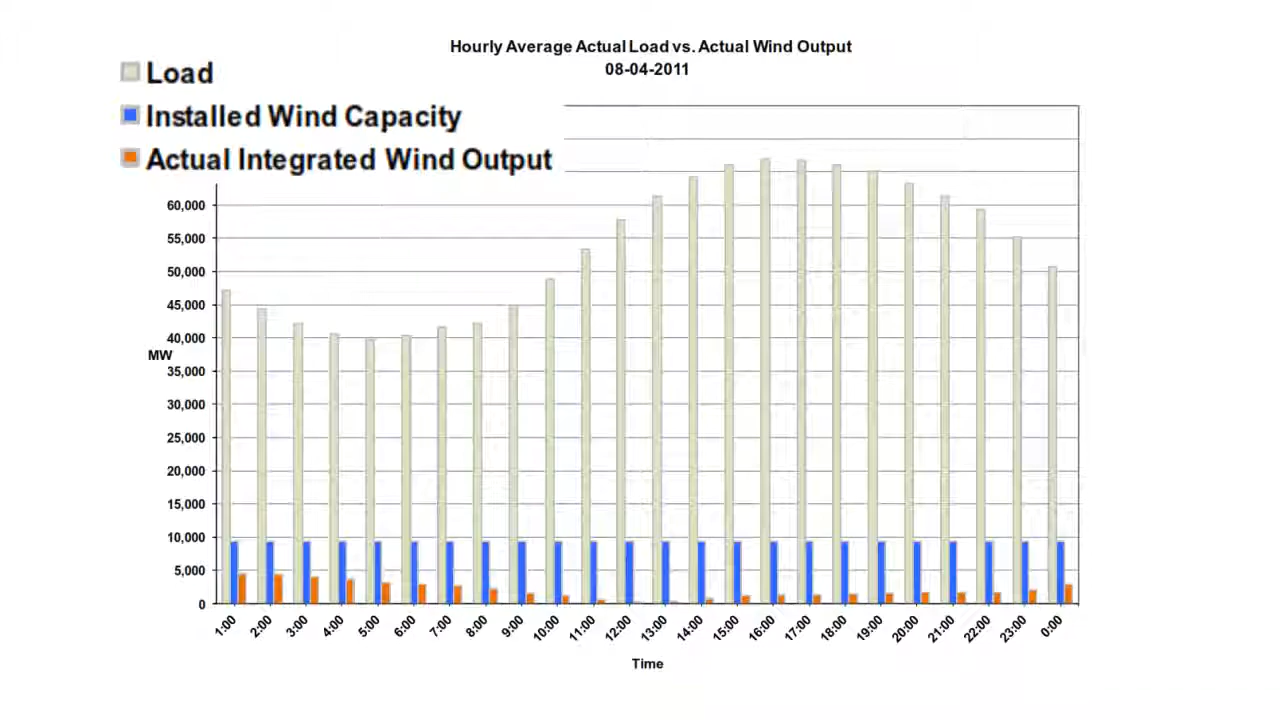 Hourly Average Actual Load vs. Actual Wind Output
08-04-2011
Load
Installed Wind Capacity
Actual Integrated Wind Output
60,000
55,000
50,000
45,000
40,000
MW
35,000
30,000
25,000
20,000
15,000
10,000
5,000
0
1:00 2:00 3:00 4:00 5:00 6:00 7:00 8:00 9:00 10:00 11:00 12:00 13:00 14:00 15:00 16:00 17:00 18:00 19:00 20:00 21:00 22:00 23:00 0:00
Time